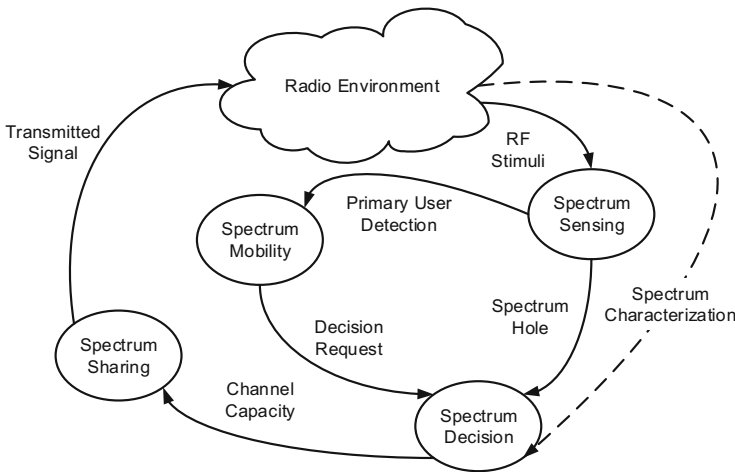 Radio Environment
Transmitted
Signal
RF
Stimuli
Primary User
Detection
Spectrum
Sensing
Spectrum
Mobility
Spectrum
Hole
Spectrum
Characterization
Decision
Request
Spectrum
Sharing
Channel
Capacity
Spectrum
Decision